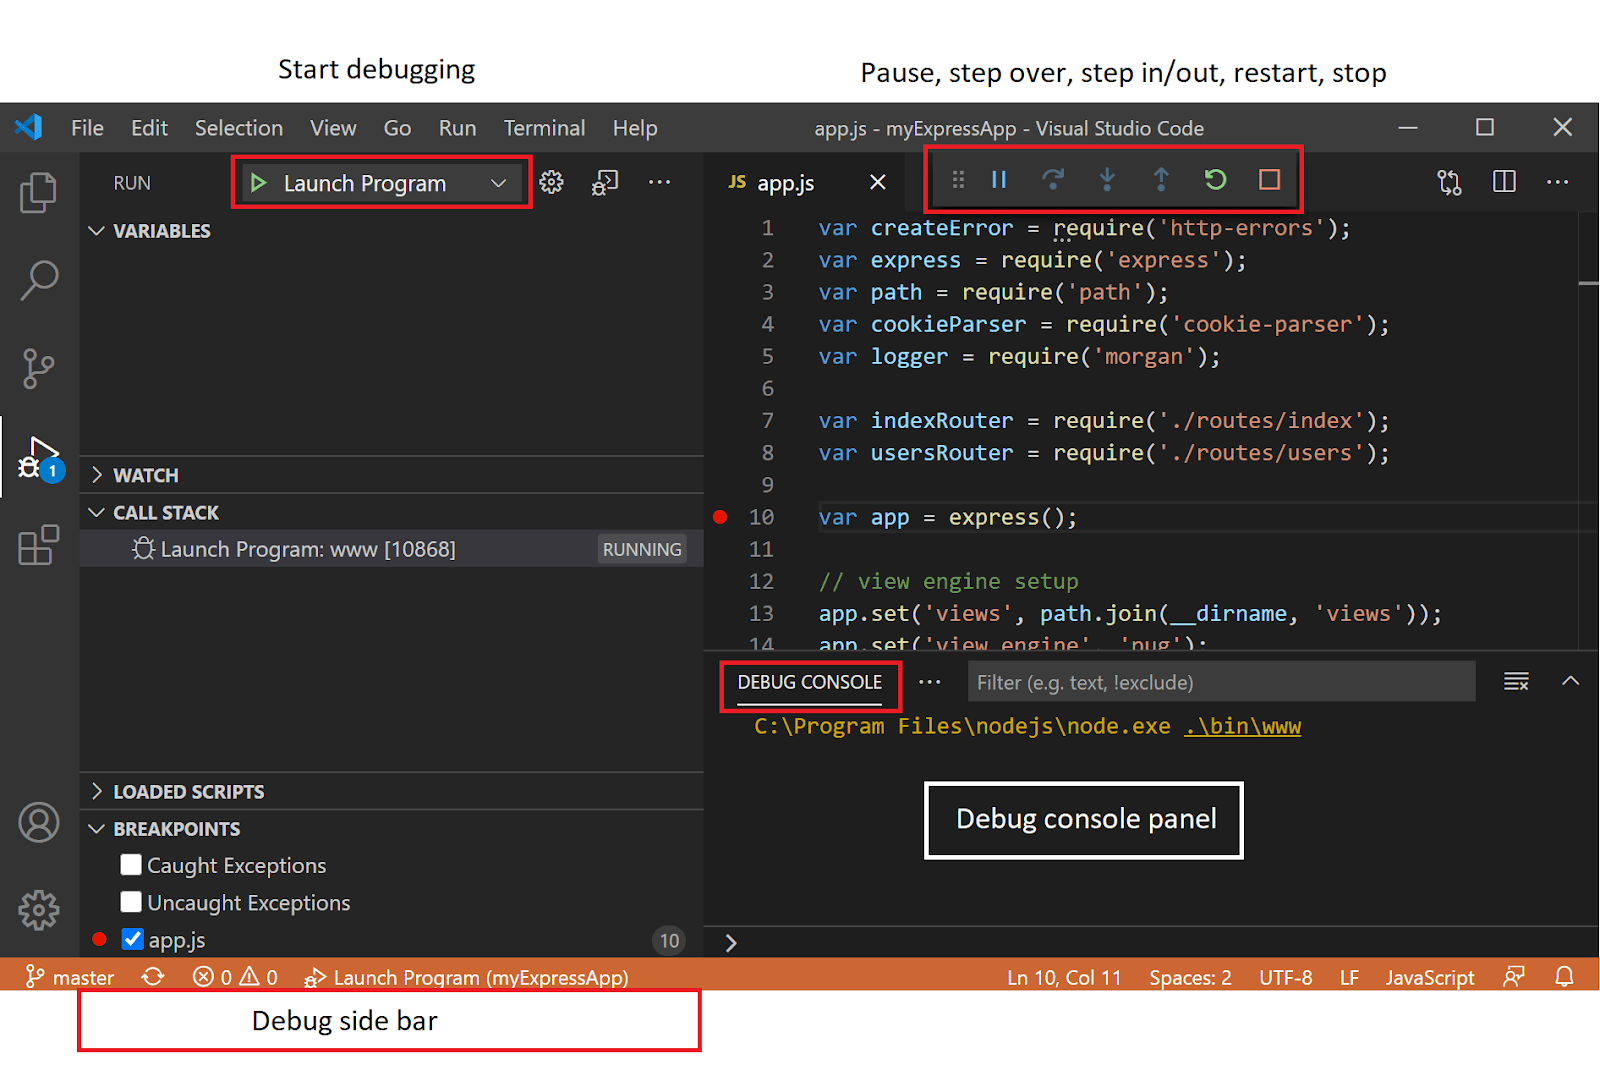 Start debugging
Pause, step over, step in/out, restart, stop
File Edit Selection View Go Run Terminal Help
app.js - myExpressApp - Visual Studio Code
RUN
Launch Program
JS app.js
VARIABLES
WATCH
CALL STACK
Launch Program: www [10868] RUNNING
LOADED SCRIPTS
BREAKPOINTS
Caught Exceptions
Uncaught Exceptions
app.js 10
1
1 var createError = require('http-errors');
2 var express = require('express');
3 var path = require('path');
4 var cookieParser = require('cookie-parser');
5 var logger = require('morgan');
6
7 var indexRouter = require('./routes/index');
8 var usersRouter = require('./routes/users');
9
10 var app = express();
11
12 // view engine setup
13 app.set('views', path.join(__dirname, 'views'));
14 app.set('view engine', 'pug');
DEBUG CONSOLE
Filter (e.g. text, !exclude)
C:\Program Files\nodejs\node.exe .\bin\www
Debug console panel
master 0 0 Launch Program (myExpressApp)
Ln 10, Col 11 Spaces: 2 UTF-8 LF JavaScript
Debug side bar